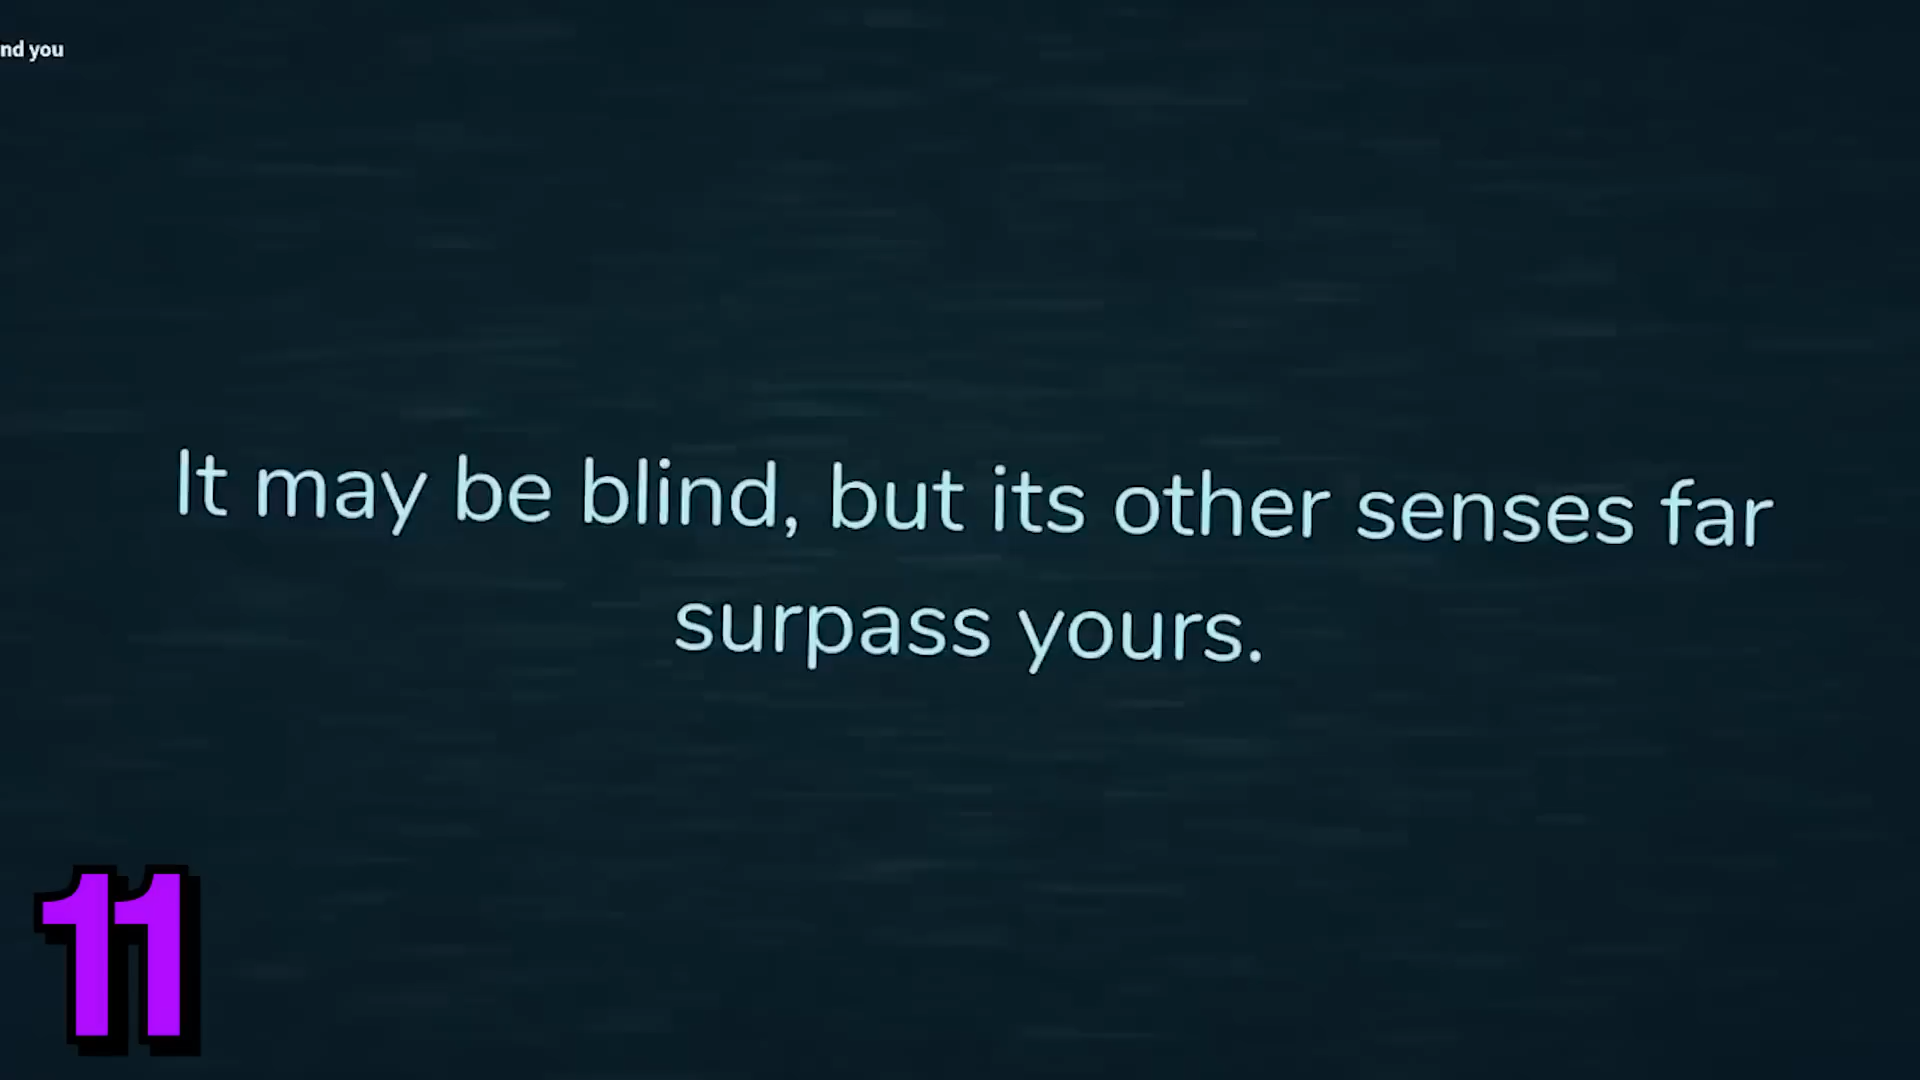 nd you
It may be blind, but its other senses far
surpass yours.
11